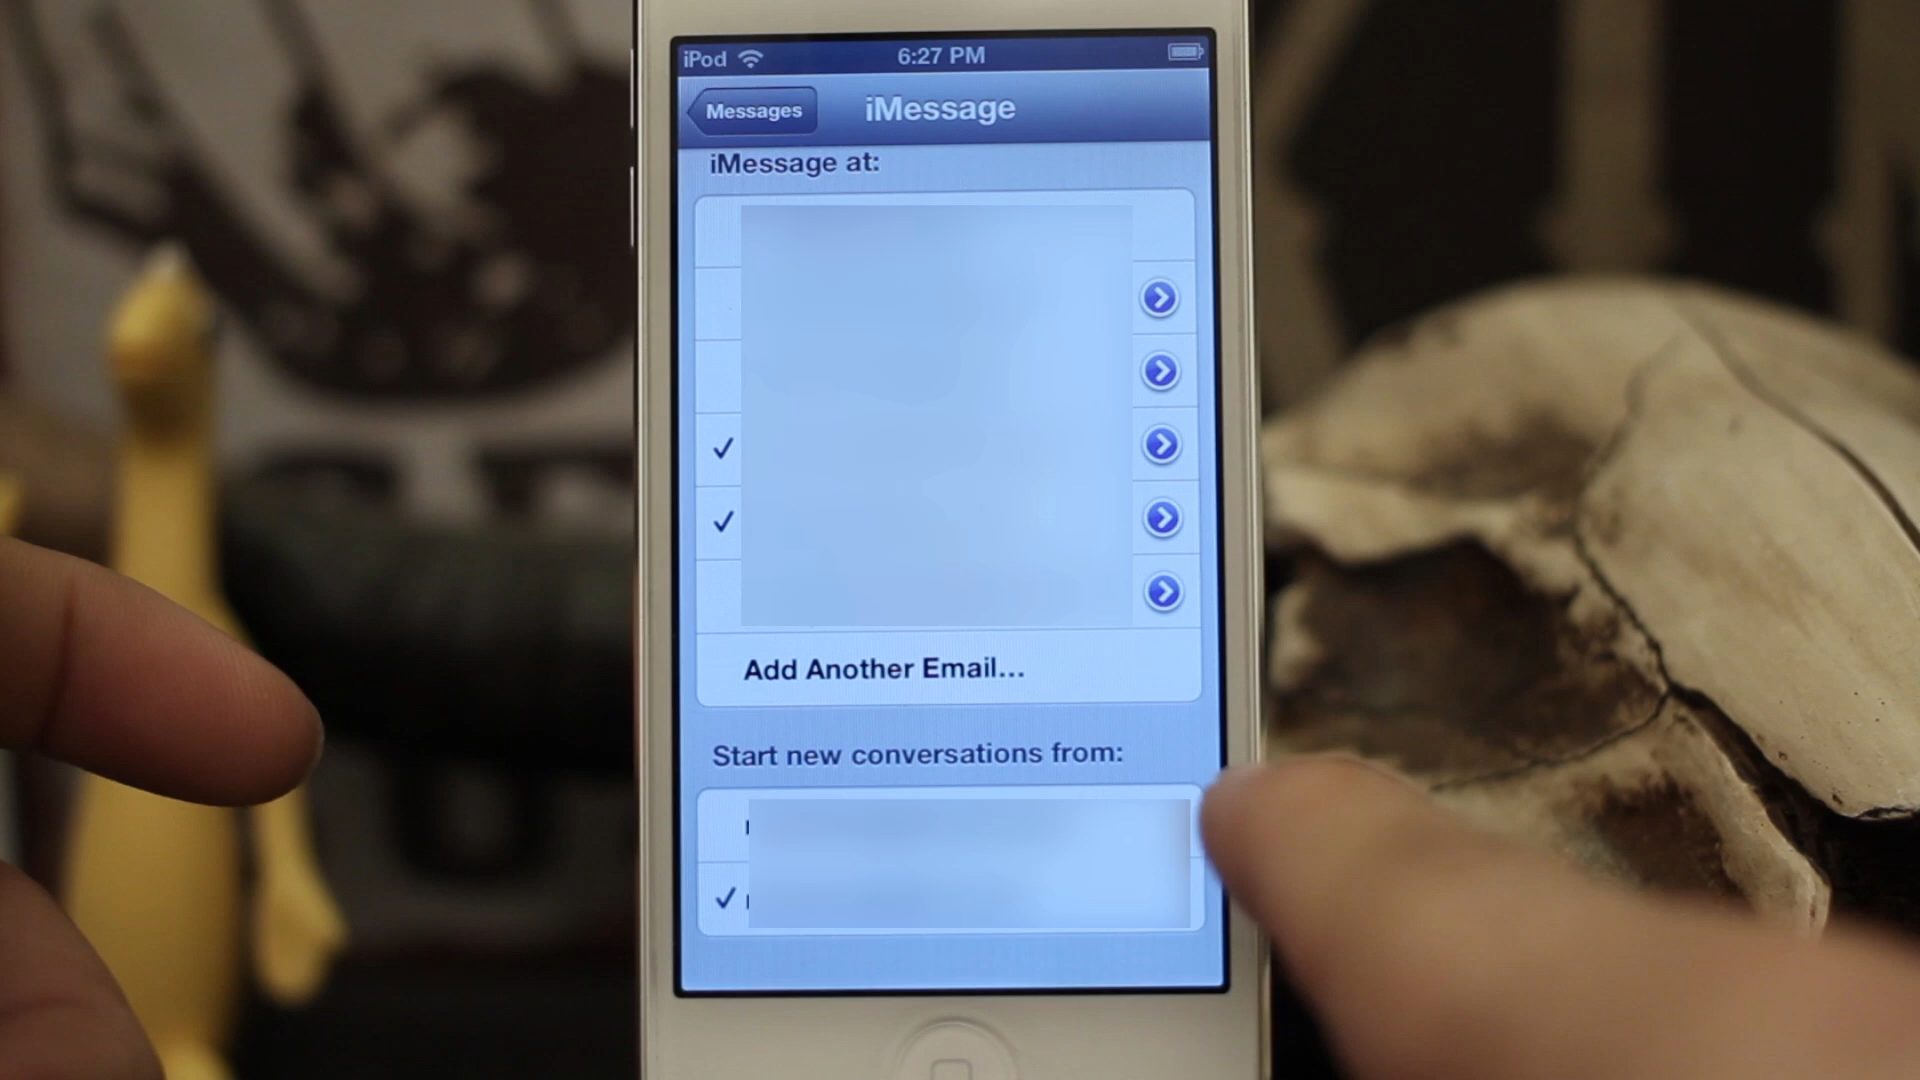 iPod 6:27 PM
Messages iMessage
iMessage at:
Add Another Email...
Start new conversations from: